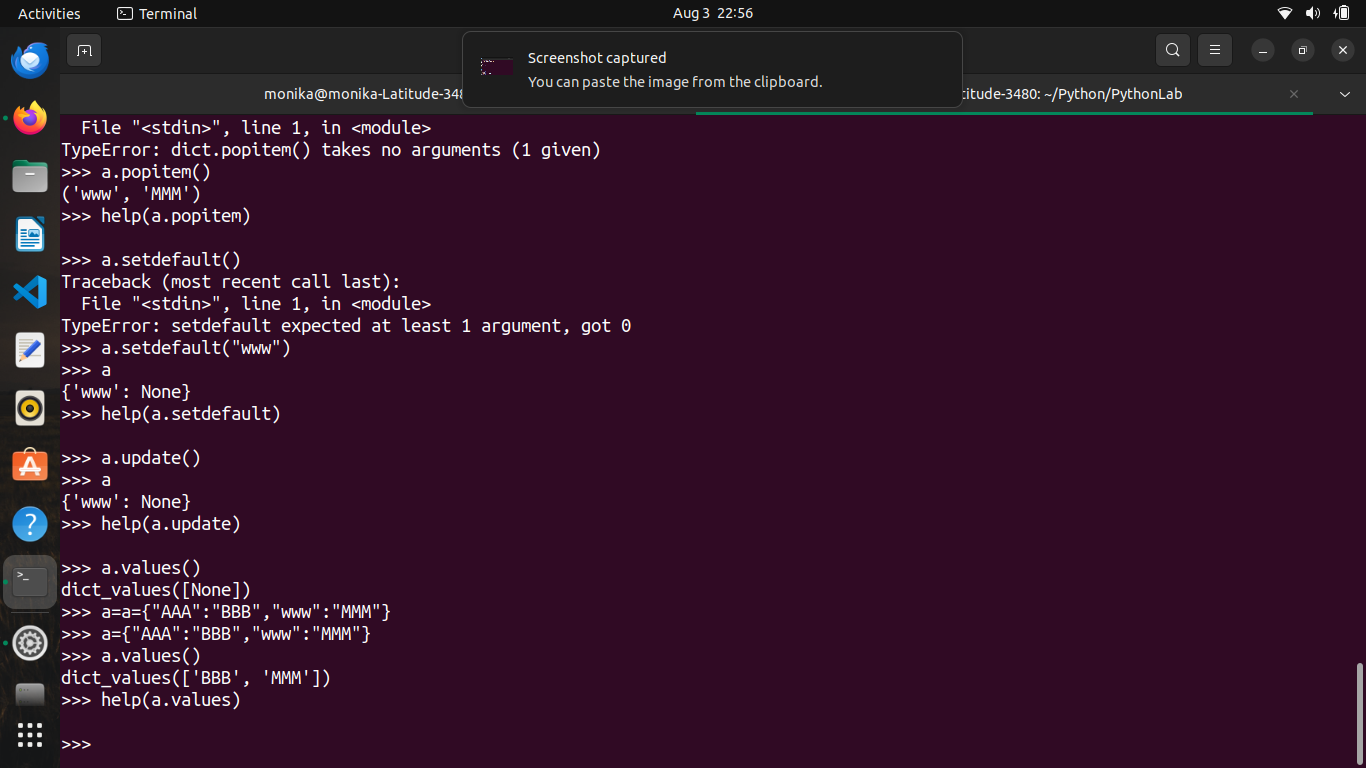 Activities
Terminal
Aug 3 22:56
Screenshot captured
You can paste the image from the clipboard.
monika@monika-Latitude-348
titude-3480: ~/Python/PythonLab
  File "<stdin>", line 1, in <module>
TypeError: dict.popitem() takes no arguments (1 given)
>>> a.popitem()
('www', 'MMM')
>>> help(a.popitem)
>>> a.setdefault()
Traceback (most recent call last):
  File "<stdin>", line 1, in <module>
TypeError: setdefault expected at least 1 argument, got 0
>>> a.setdefault("www")
>>> a
{'www': None}
>>> help(a.setdefault)
>>> a.update()
>>> a
{'www': None}
>>> help(a.update)
>>> a.values()
dict_values([None])
>>> a=a={"AAA":"BBB","www":"MMM"}
>>> a={"AAA":"BBB","www":"MMM"}
>>> a.values()
dict_values(['BBB', 'MMM'])
>>> help(a.values)
>>>